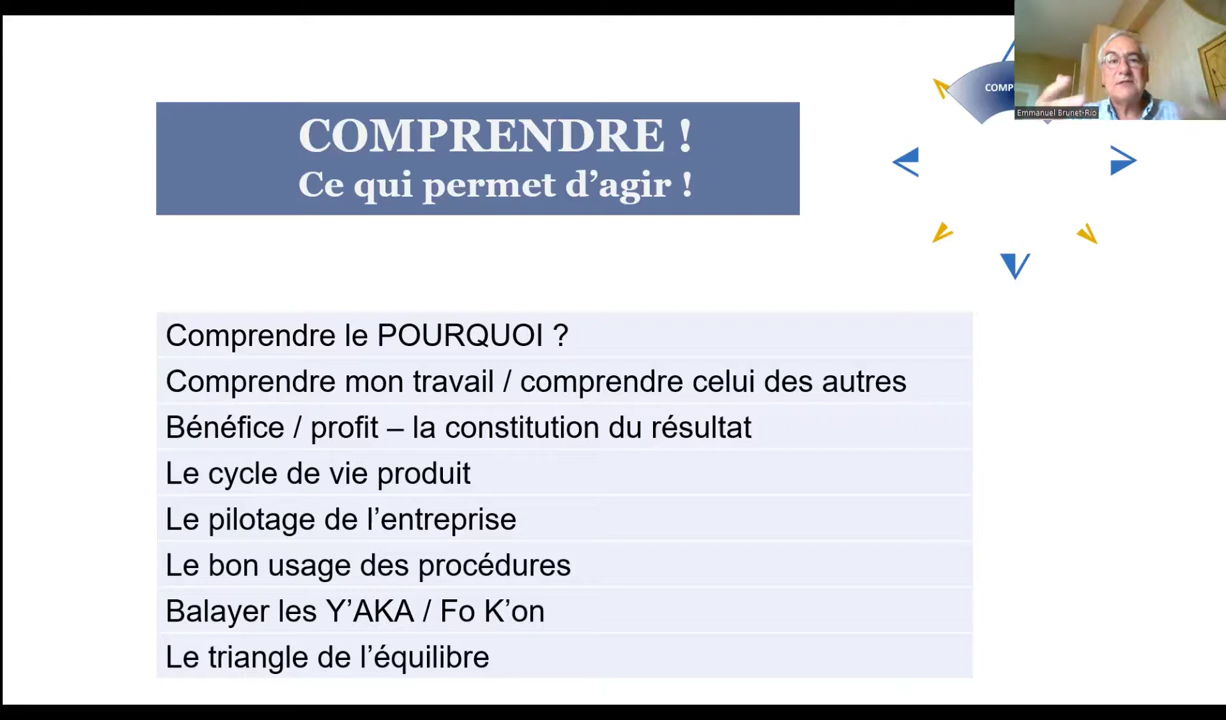 COMPRENDRE !
Ce qui permet d’agir !
COMP
Emmanuel Brunet-Rio
Comprendre le POURQUOI ?
Comprendre mon travail / comprendre celui des autres
Bénéfice / profit – la constitution du résultat
Le cycle de vie produit
Le pilotage de l’entreprise
Le bon usage des procédures
Balayer les Y’AKA / Fo K’on
Le triangle de l’équilibre